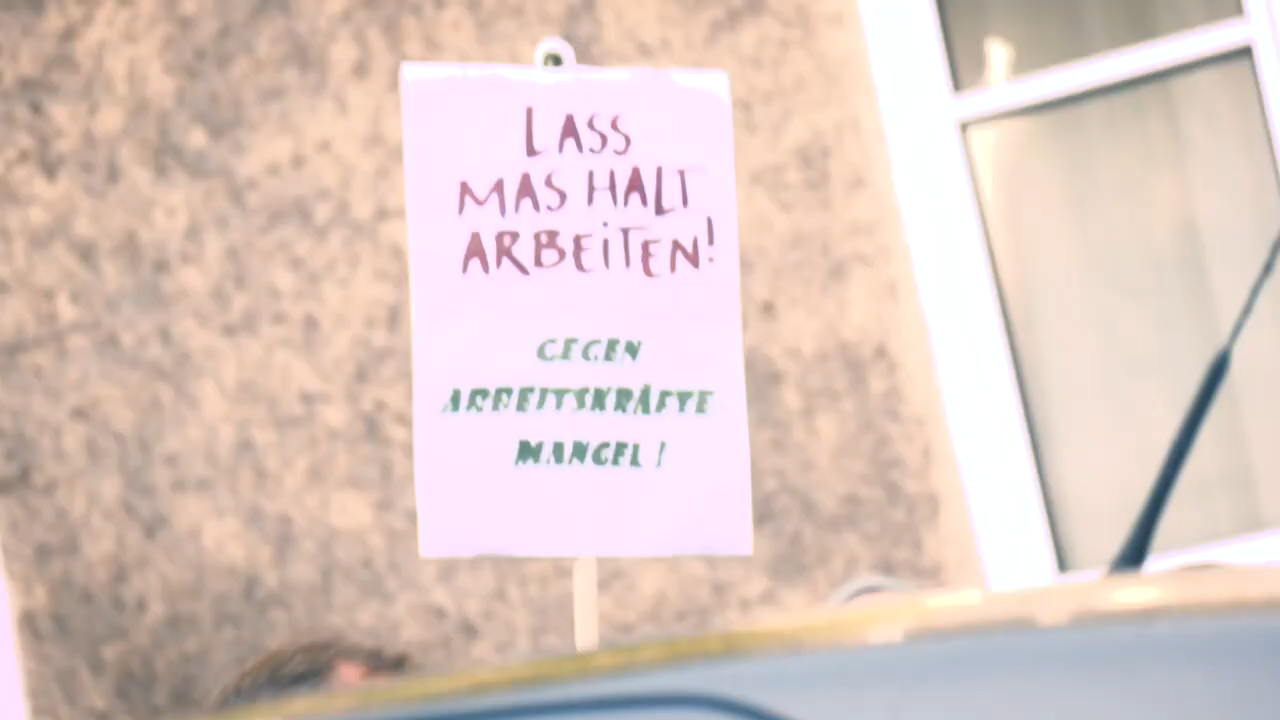 LASS
MAS HALT
ARBEiTEN!
GEGEN
ARBEITSKRÄFTE
MANGEL!